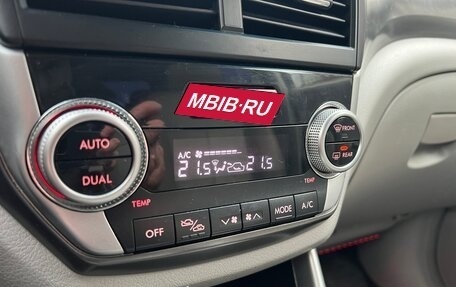 MBIB·RU
FRONT
REAR
AUTO
DUAL
A/C
21.5 21.5
TEMP TEMP
OFF MODE A/C